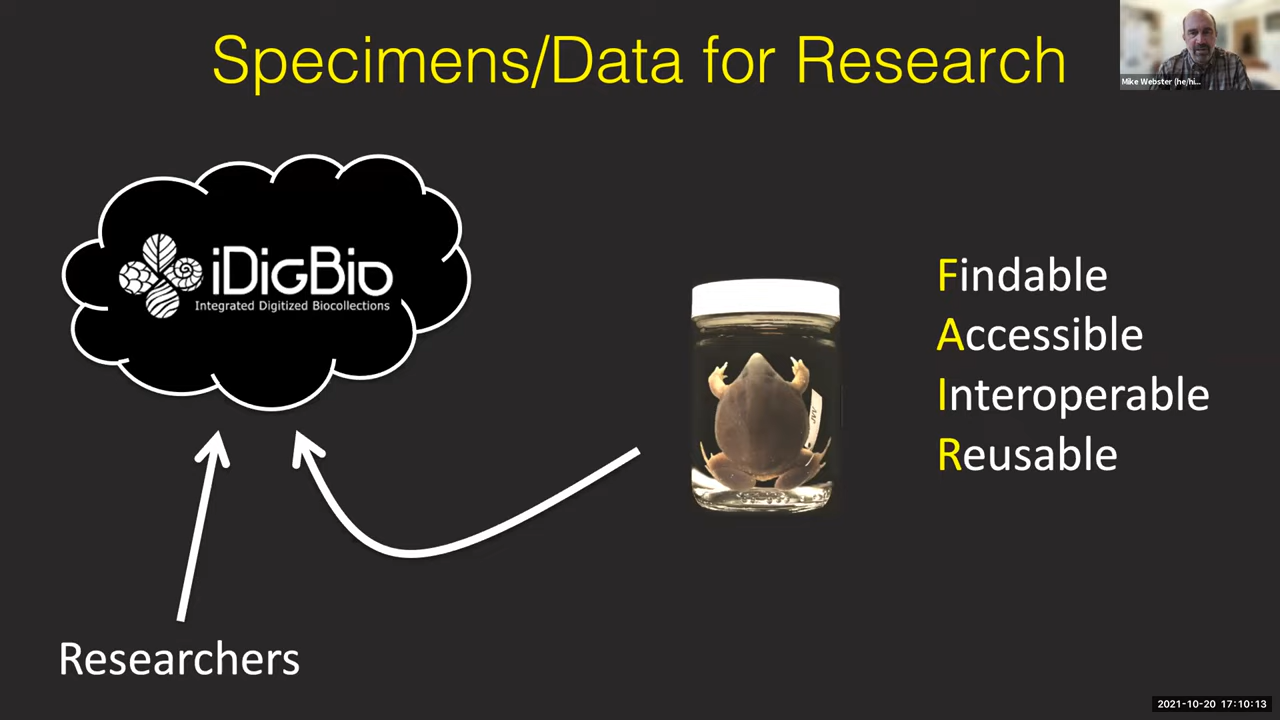 Specimens/Data for Research
Mike Webster (he/hi...
iDigBio
Integrated Digitized Biocollections
Findable
Accessible
Interoperable
Reusable
Researchers
2021-10-20 17:10:13